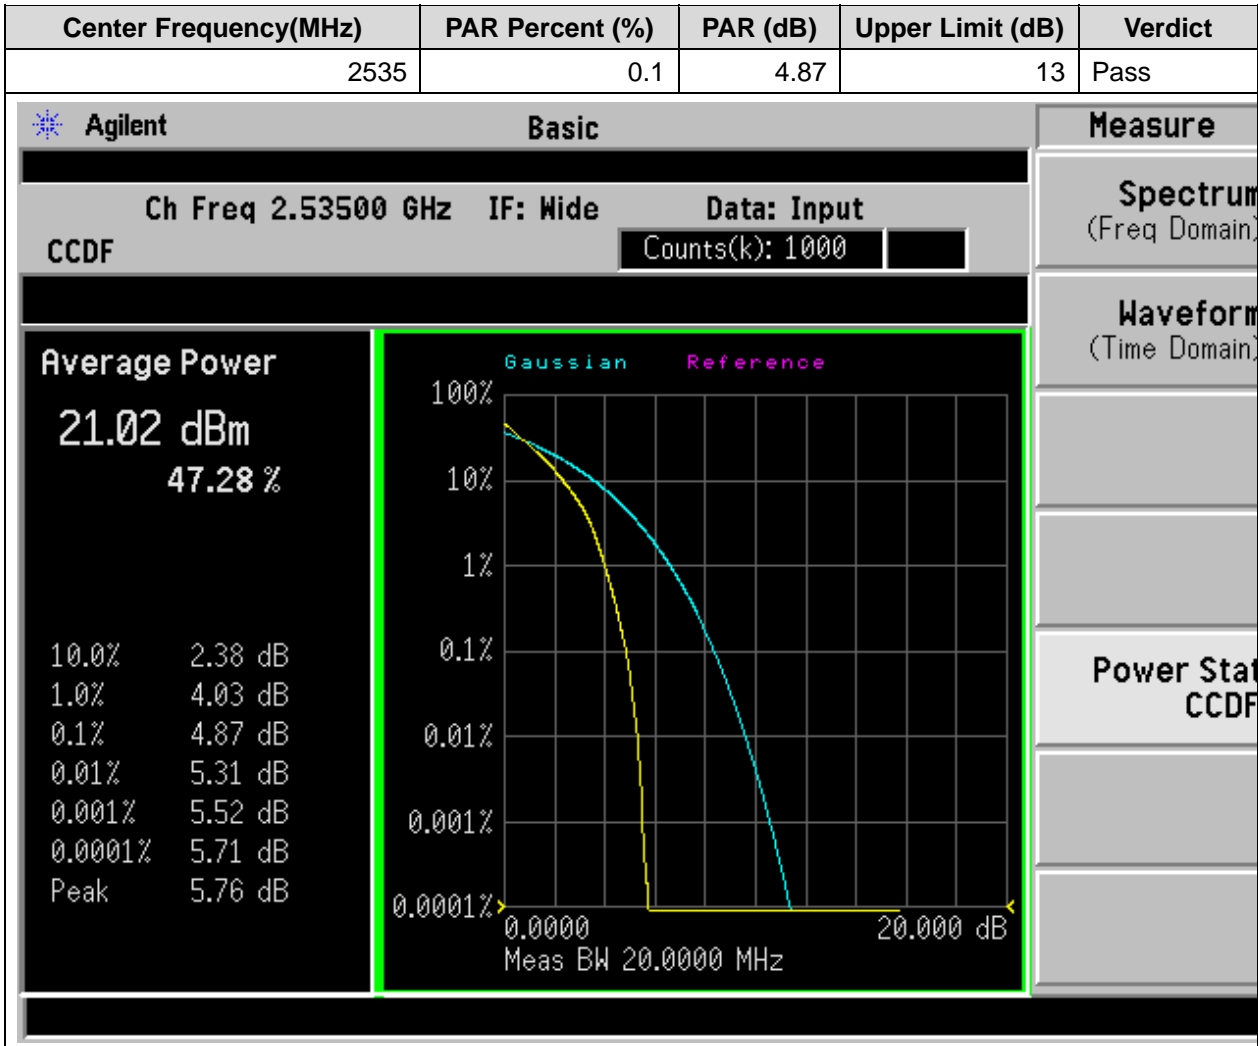 Center Frequency(MHz) PAR Percent (%) PAR (dB) Upper Limit (dB) Verdict
2535 0.1 4.87 13 Pass
Agilent Basic Measure
Ch Freq 2.53500 GHz IF: Wide Data: Input
CCDF Counts(k): 1000
Spectrum
(Freq Domain)
Waveform
(Time Domain)
Power Stat
CCDF
Average Power
21.02 dBm
47.28 %
10.0% 2.38 dB
1.0% 4.03 dB
0.1% 4.87 dB
0.01% 5.31 dB
0.001% 5.52 dB
0.0001% 5.71 dB
Peak 5.76 dB
Gaussian Reference
100%
10%
1%
0.1%
0.01%
0.001%
0.0001%
0.0000 20.000 dB
Meas BW 20.0000 MHz